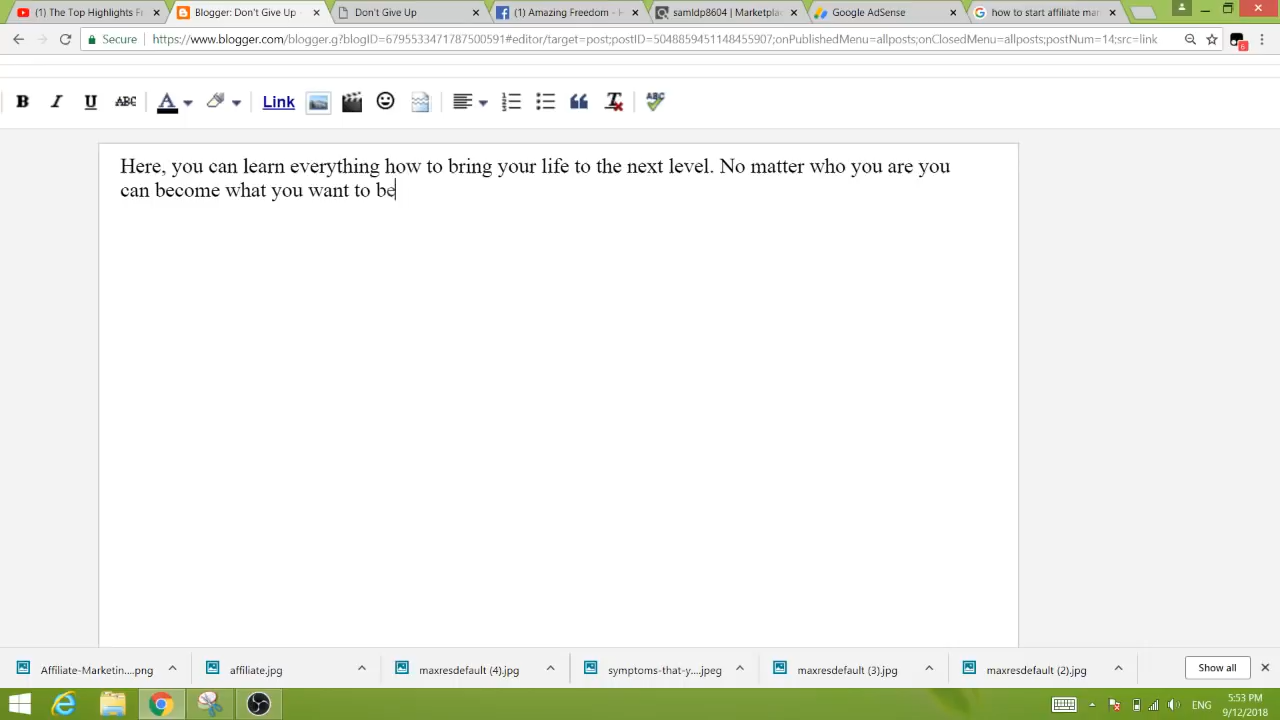 (1) The Top Highlights F
Blogger: Don't Give Up -
Don't Give Up
(1) Amazing Freedom - H
samldp8604 | Marketpla
Google AdSense
how to start affiliate mar
Secure
https://www.blogger.com/blogger.g?blogID=6795533471787500591#editor/target=post;postID=5048859451148455907;onPublishedMenu=allposts;onClosedMenu=allposts;postNum=14;src=link
6
B I U ABC A Link ABC
Here, you can learn everything how to bring your life to the next level. No matter who you are you
can become what you want to be
Affiliate-Marketin....png
affiliate.jpg
maxresdefault (4).jpg
symptoms-that-y....jpeg
maxresdefault (3).jpg
maxresdefault (2).jpg
Show all
ENG
5:53 PM
9/12/2018